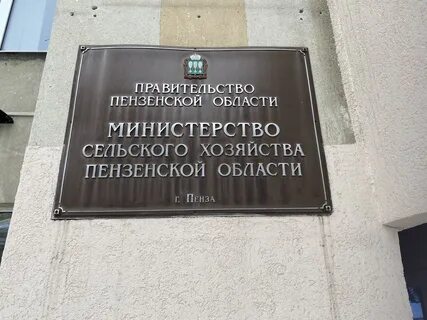 ПРАВИТЕЛЬСТВО
ПЕНЗЕНСКОЙ ОБЛАСТИ
МИНИСТЕРСТВО
СЕЛЬСКОГО ХОЗЯЙСТВА
ПЕНЗЕНСКОЙ ОБЛАСТИ
г. ПЕНЗА